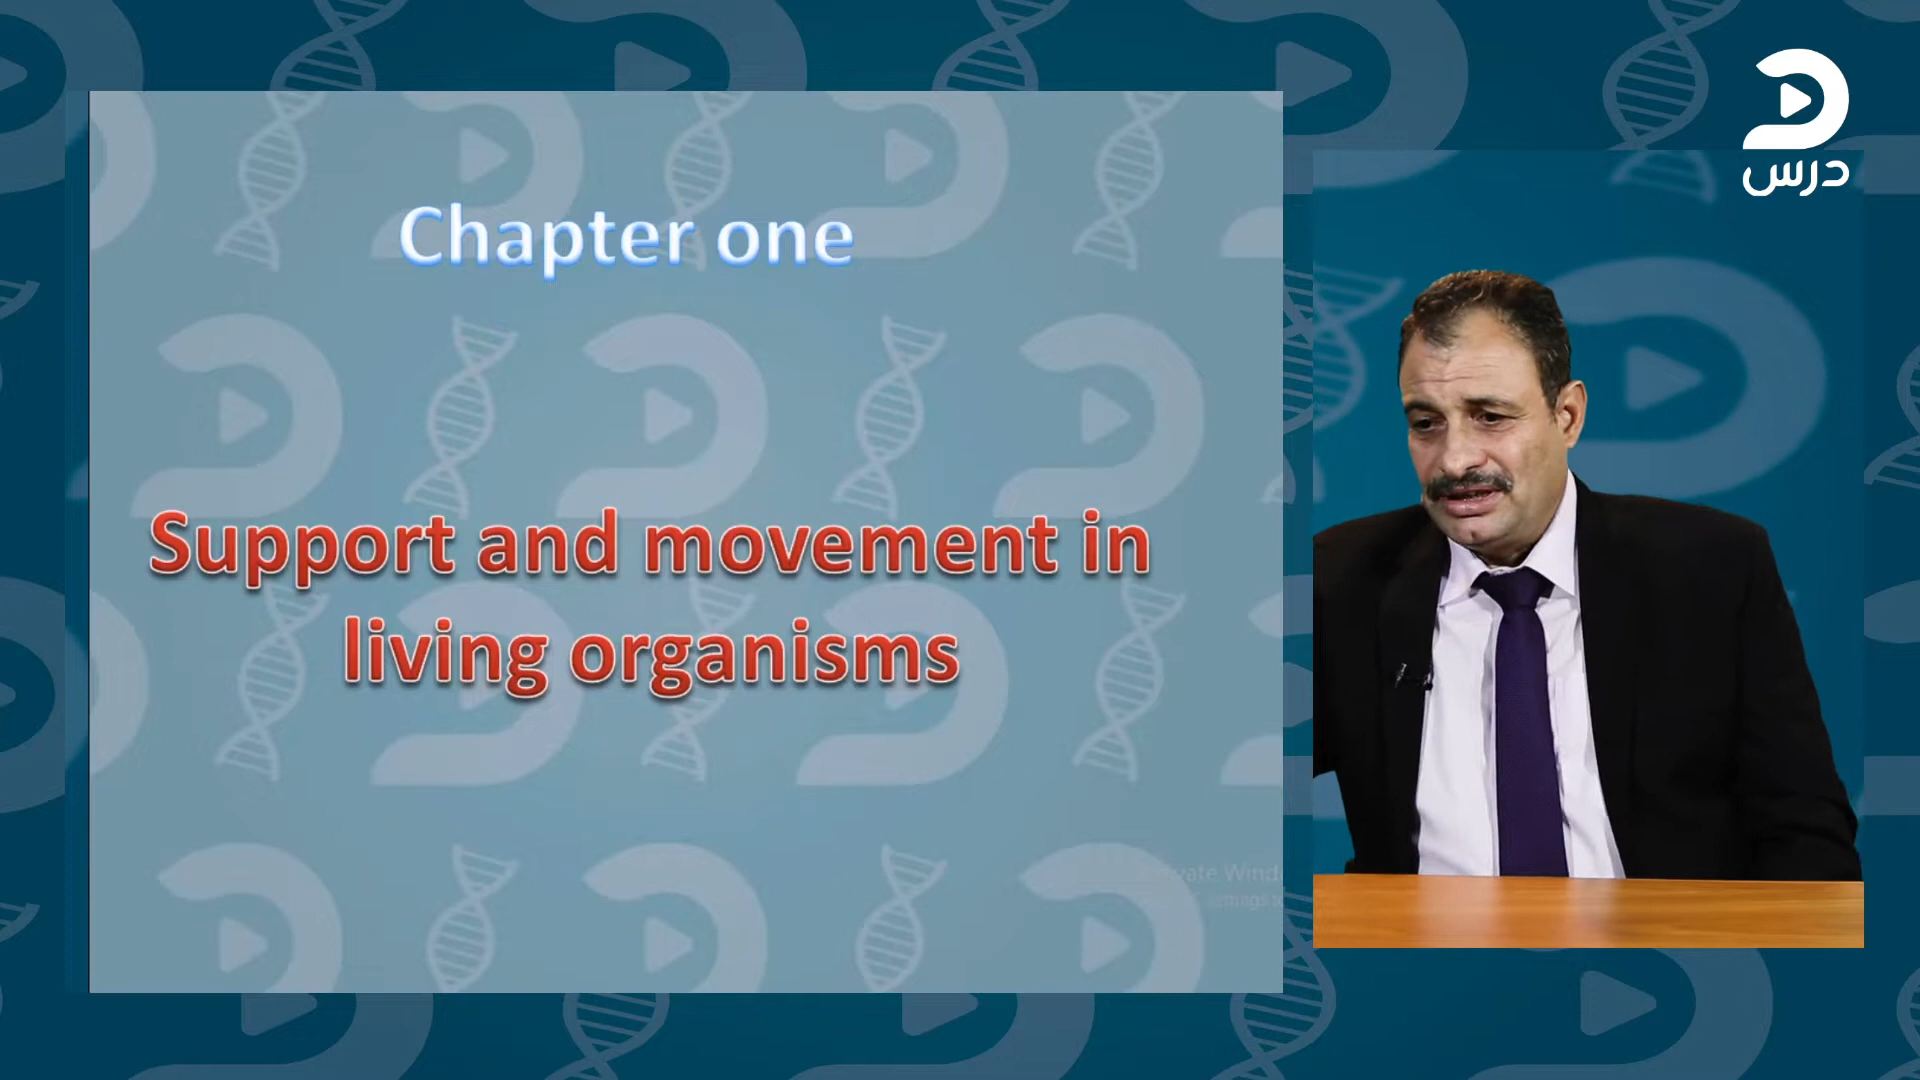 درس
Chapter one
Support and movement in
living organisms